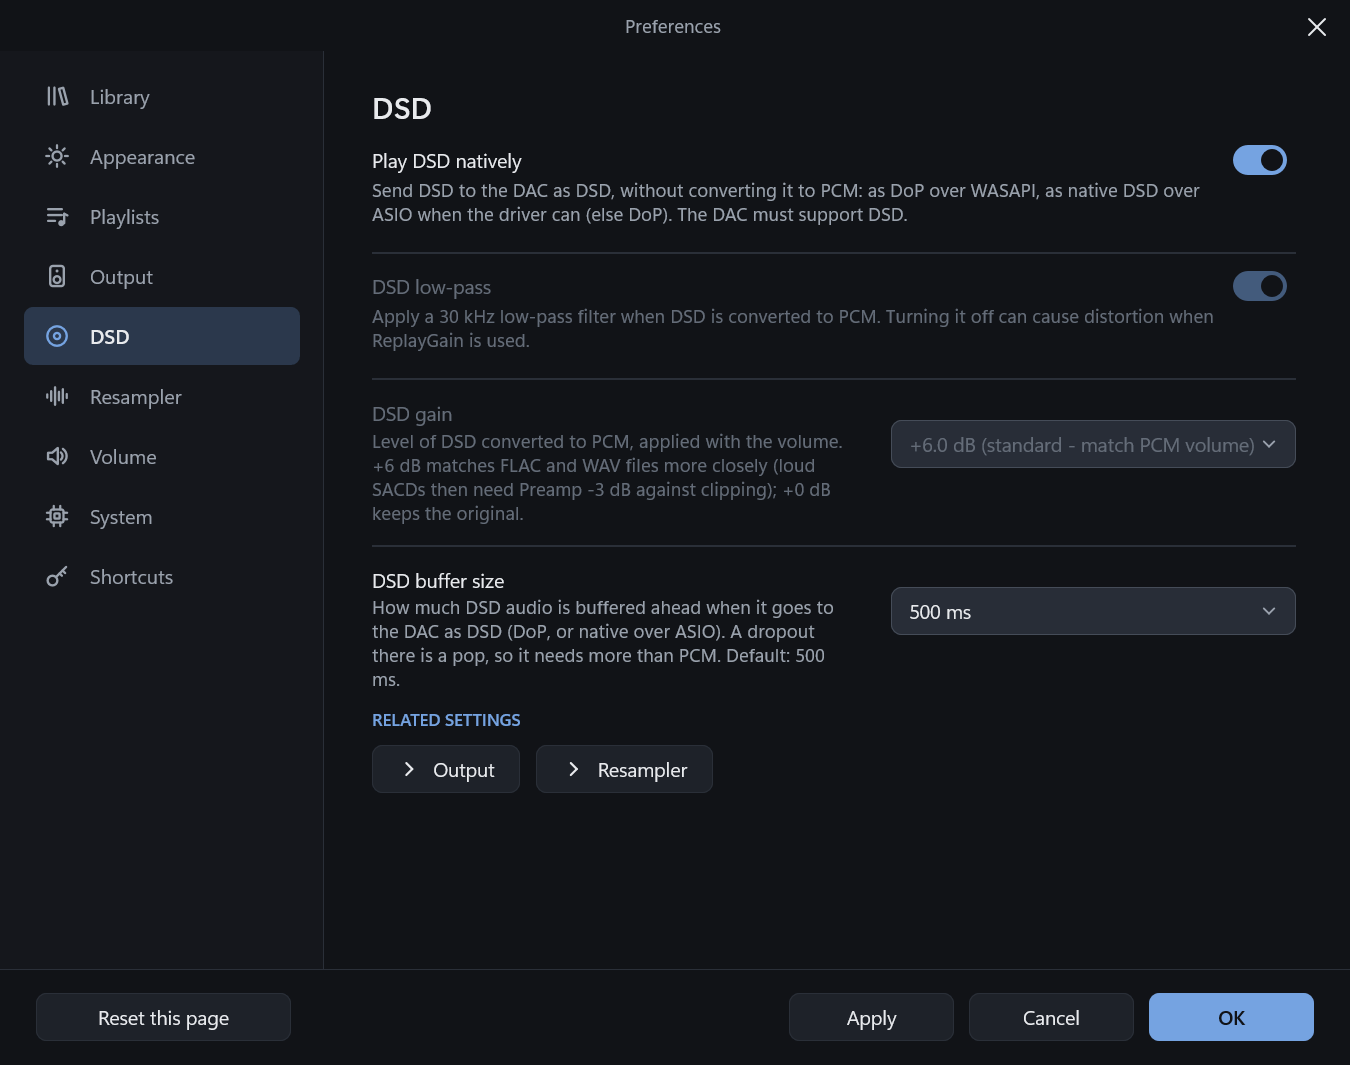 Preferences
Library
Appearance
Playlists
Output
DSD
Resampler
Volume
System
Shortcuts
DSD
Play DSD natively
Send DSD to the DAC as DSD, without converting it to PCM: as DoP over WASAPI, as native DSD over
ASIO when the driver can (else DoP). The DAC must support DSD.
DSD low-pass
Apply a 30 kHz low-pass filter when DSD is converted to PCM. Turning it off can cause distortion when
ReplayGain is used.
DSD gain
Level of DSD converted to PCM, applied with the volume.
+6 dB matches FLAC and WAV files more closely (loud
SACDs then need Preamp -3 dB against clipping); +0 dB
keeps the original.
+6.0 dB (standard - match PCM volume)
DSD buffer size
How much DSD audio is buffered ahead when it goes to
the DAC as DSD (DoP, or native over ASIO). A dropout
there is a pop, so it needs more than PCM. Default: 500
ms.
500 ms
RELATED SETTINGS
Output
Resampler
Reset this page
Apply
Cancel
OK